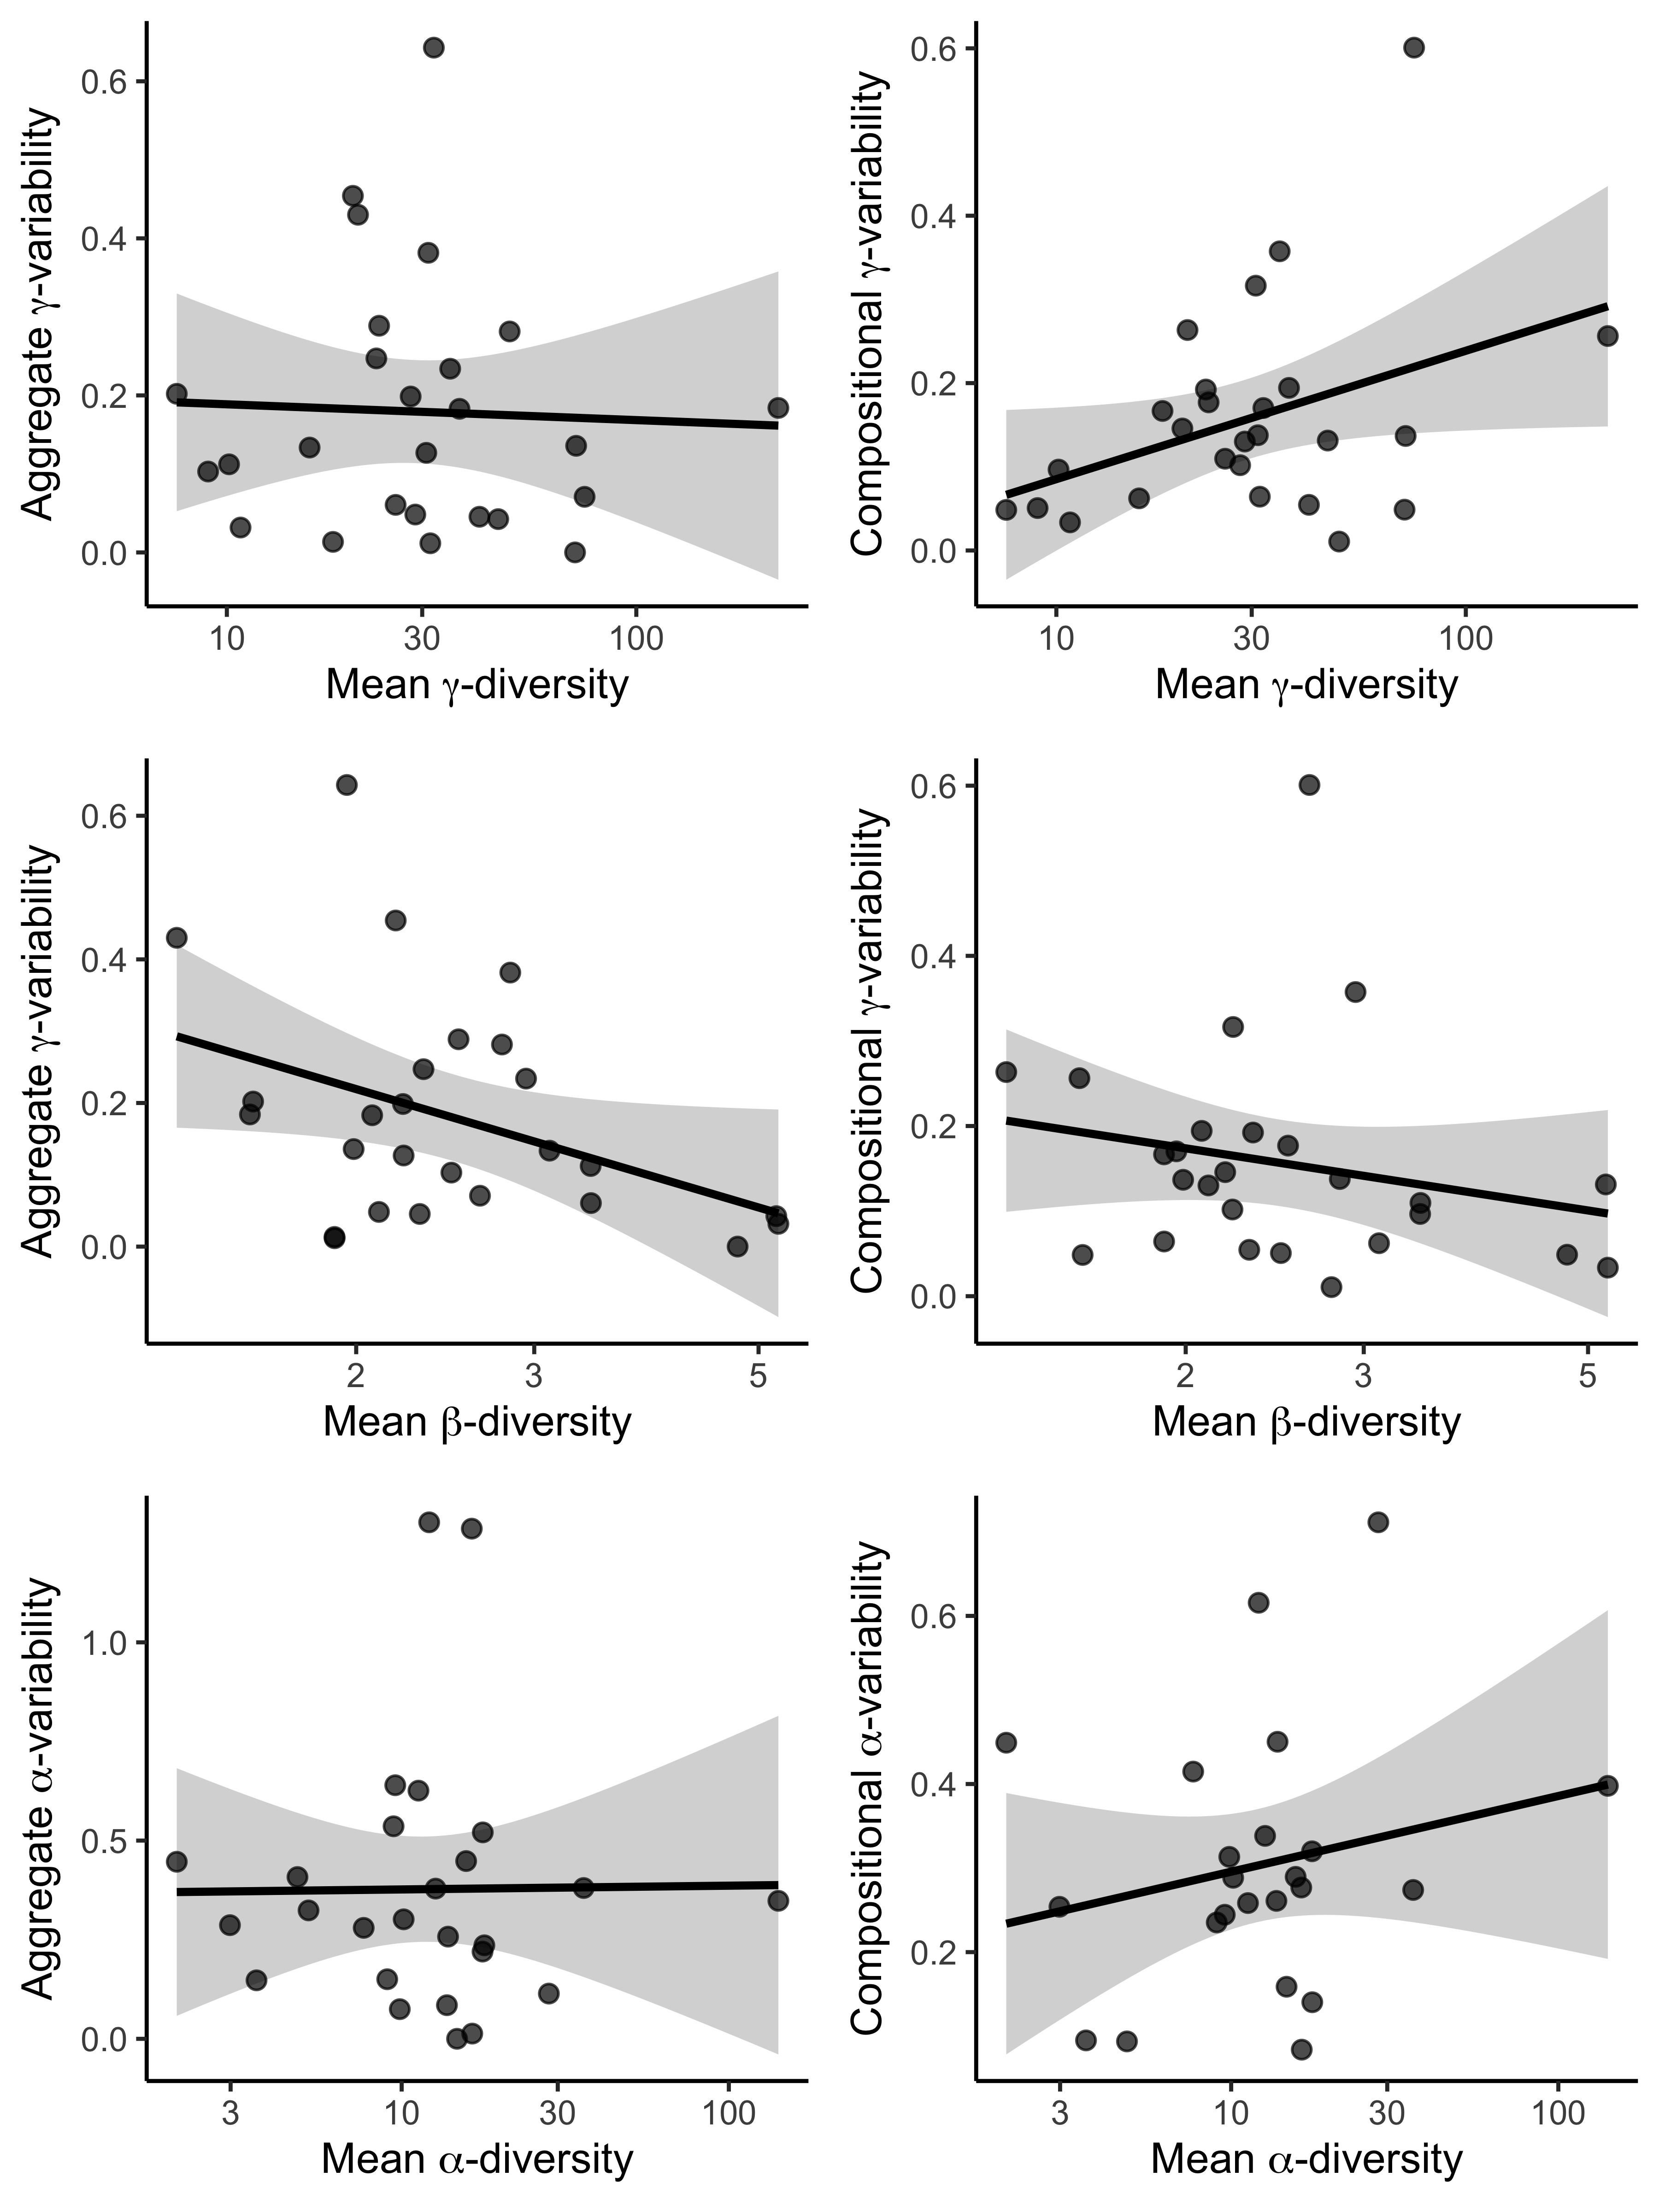 Aggregate γ-variability
0.6
0.4
0.2
0.0
10 30 100
Mean γ-diversity
Compositional γ-variability
0.6
0.4
0.2
0.0
10 30 100
Mean γ-diversity
Aggregate γ-variability
0.6
0.4
0.2
0.0
2 3 5
Mean β-diversity
Compositional γ-variability
0.6
0.4
0.2
0.0
2 3 5
Mean β-diversity
Aggregate α-variability
1.0
0.5
0.0
3 10 30 100
Mean α-diversity
Compositional α-variability
0.6
0.4
0.2
3 10 30 100
Mean α-diversity